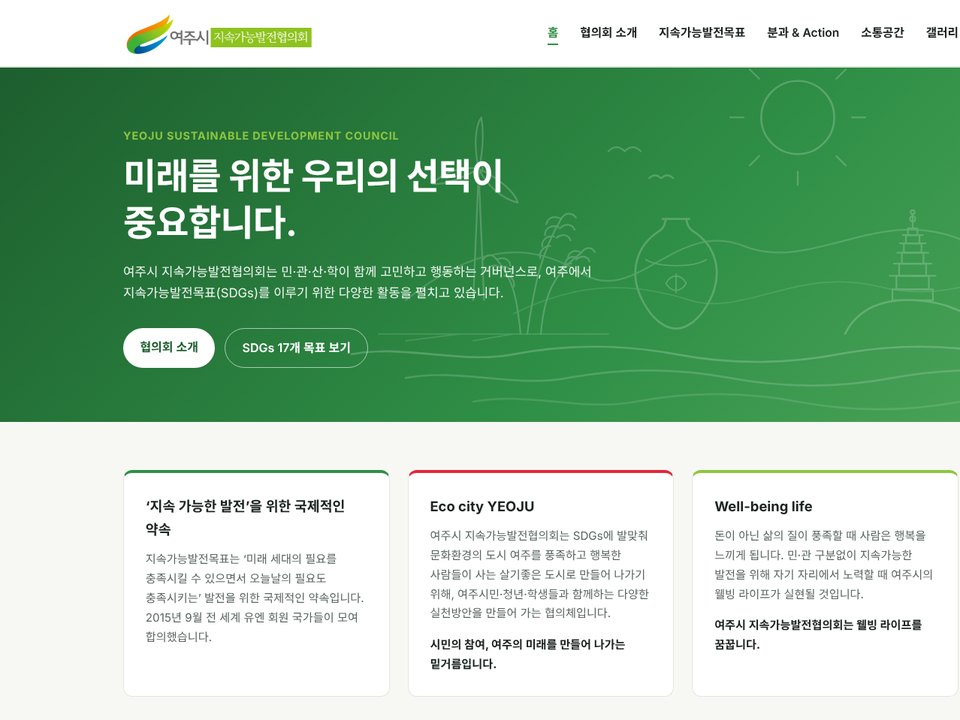 여주시 지속가능발전협의회
홈 협의회 소개 지속가능발전목표 분과 & Action 소통공간 갤러리
YEOJU SUSTAINABLE DEVELOPMENT COUNCIL
미래를 위한 우리의 선택이
중요합니다.
여주시 지속가능발전협의회는 민·관·산·학이 함께 고민하고 행동하는 거버넌스로, 여주에서
지속가능발전목표(SDGs)를 이루기 위한 다양한 활동을 펼치고 있습니다.
협의회 소개 SDGs 17개 목표 보기
‘지속 가능한 발전’을 위한 국제적인
약속
지속가능발전목표는 ‘미래 세대의 필요를
충족시킬 수 있으면서 오늘날의 필요도
충족시키는’ 발전을 위한 국제적인 약속입니다.
2015년 9월 전 세계 유엔 회원 국가들이 모여
합의했습니다.
Eco city YEOJU
여주시 지속가능발전협의회는 SDGs에 발맞춰
문화환경의 도시 여주를 풍족하고 행복한
사람들이 사는 살기좋은 도시로 만들어 나가기
위해, 여주시민·청년·학생들과 함께하는 다양한
실천방안을 만들어 가는 협의체입니다.
시민의 참여, 여주의 미래를 만들어 나가는
밑거름입니다.
Well-being life
돈이 아닌 삶의 질이 풍족할 때 사람은 행복을
느끼게 됩니다. 민·관 구분없이 지속가능한
발전을 위해 자기 자리에서 노력할 때 여주시의
웰빙 라이프가 실현될 것입니다.
여주시 지속가능발전협의회는 웰빙 라이프를
꿈꿉니다.